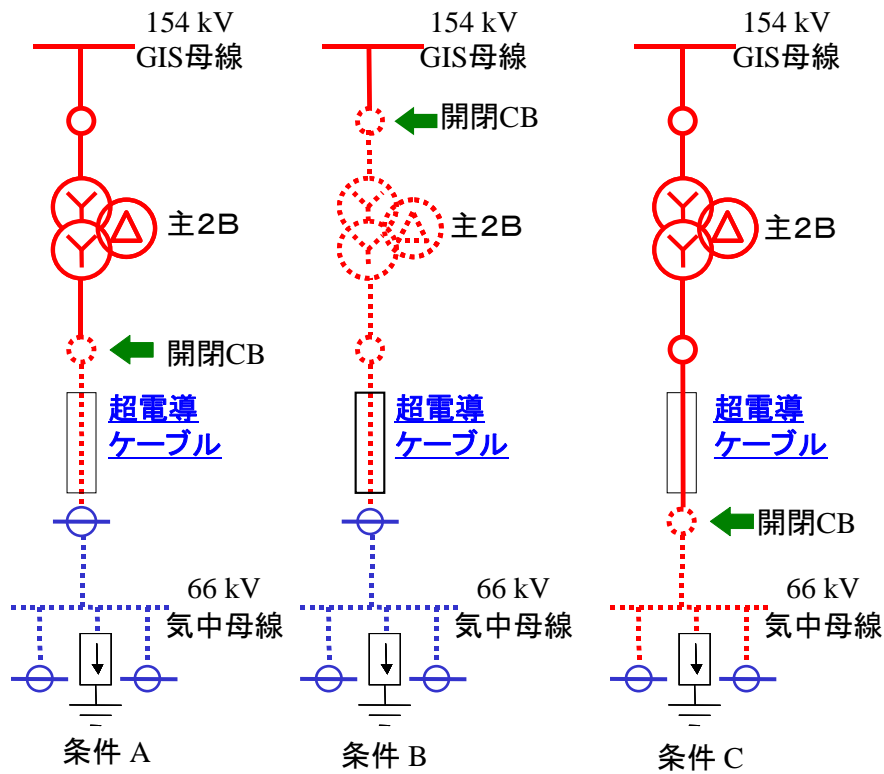 154 kV
GIS母線
開閉CB
主2B
超電導
ケーブル
66 kV
気中母線
条件 A
154 kV
GIS母線
開閉CB
主2B
超電導
ケーブル
66 kV
気中母線
条件 B
154 kV
GIS母線
主2B
超電導
ケーブル
開閉CB
66 kV
気中母線
条件 C